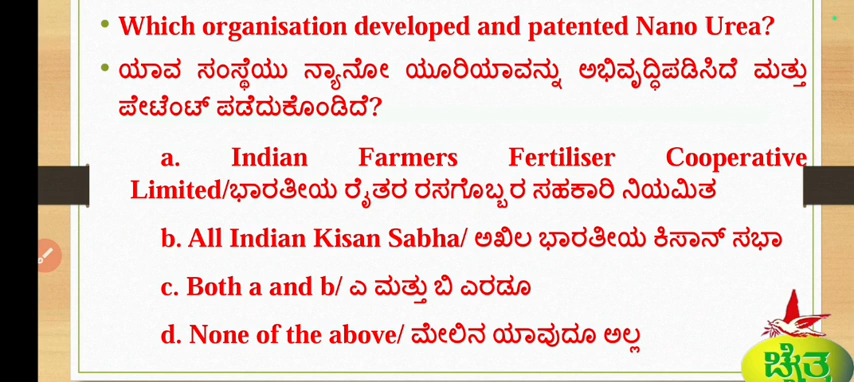 • Which organisation developed and patented Nano Urea?
• ಯಾವ ಸಂಸ್ಥೆಯು ನ್ಯಾನೋ ಯೂರಿಯಾವನ್ನು ಅಭಿವೃದ್ಧಿಪಡಿಸಿದೆ ಮತ್ತು
ಪೇಟೆಂಟ್ ಪಡೆದುಕೊಂಡಿದೆ?
a. Indian Farmers Fertiliser Cooperative
Limited/ಭಾರತೀಯ ರೈತರ ರಸಗೊಬ್ಬರ ಸಹಕಾರಿ ನಿಯಮಿತ
b. All Indian Kisan Sabha/ ಅಖಿಲ ಭಾರತೀಯ ಕಿಸಾನ್ ಸಭಾ
c. Both a and b/ ಎ ಮತ್ತು ಬಿ ಎರಡೂ
d. None of the above/ ಮೇಲಿನ ಯಾವುದೂ ಅಲ್ಲ
ಚೈತ್ರ